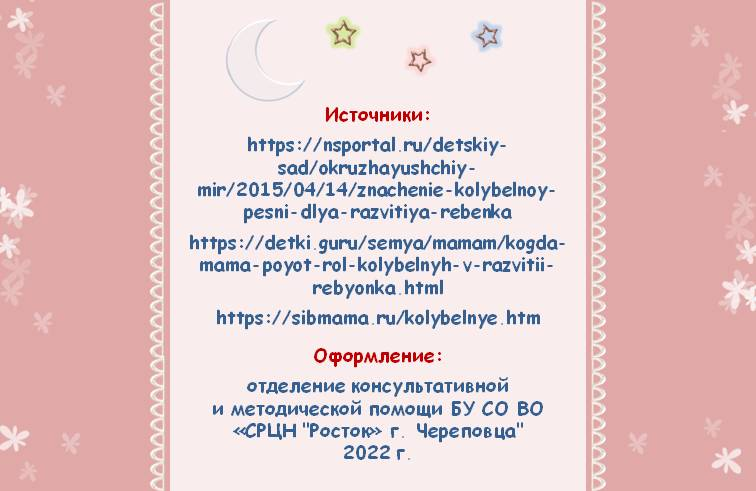 Источники:
https://nsportal.ru/detskiy-
sad/okruzhayushchiy-
mir/2015/04/14/znachenie-kolybelnoy-
pesni-dlya-razvitiya-rebenka
https://detki.guru/semya/mamam/kogda-
mama-poyot-rol-kolybelnyh-v-razvitii-
rebyonka.html
https://sibmama.ru/kolybelnye.htm
Оформление:
отделение консультативной
и методической помощи БУ СО ВО
«СРЦН "Росток» г. Череповца"
2022 г.